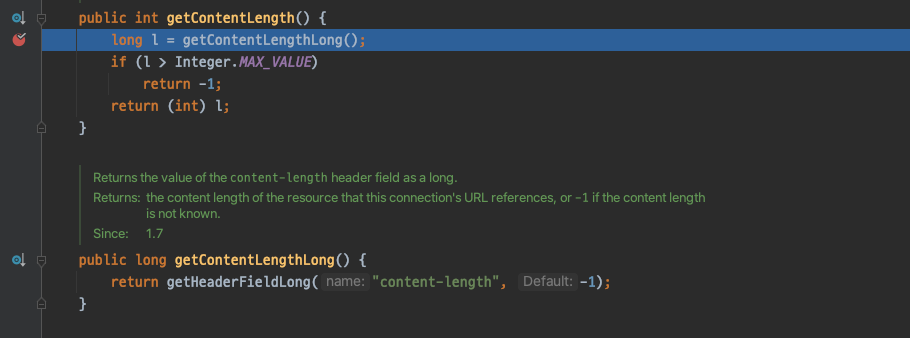 public int getContentLength() {
long l = getContentLengthLong();
if (l > Integer.MAX_VALUE)
return -1;
return (int) l;
}
Returns the value of the content-length header field as a long.
Returns: the content length of the resource that this connection's URL references, or -1 if the content length
is not known.
Since: 1.7
public long getContentLengthLong() {
return getHeaderFieldLong( name: "content-length", Default: -1);
}